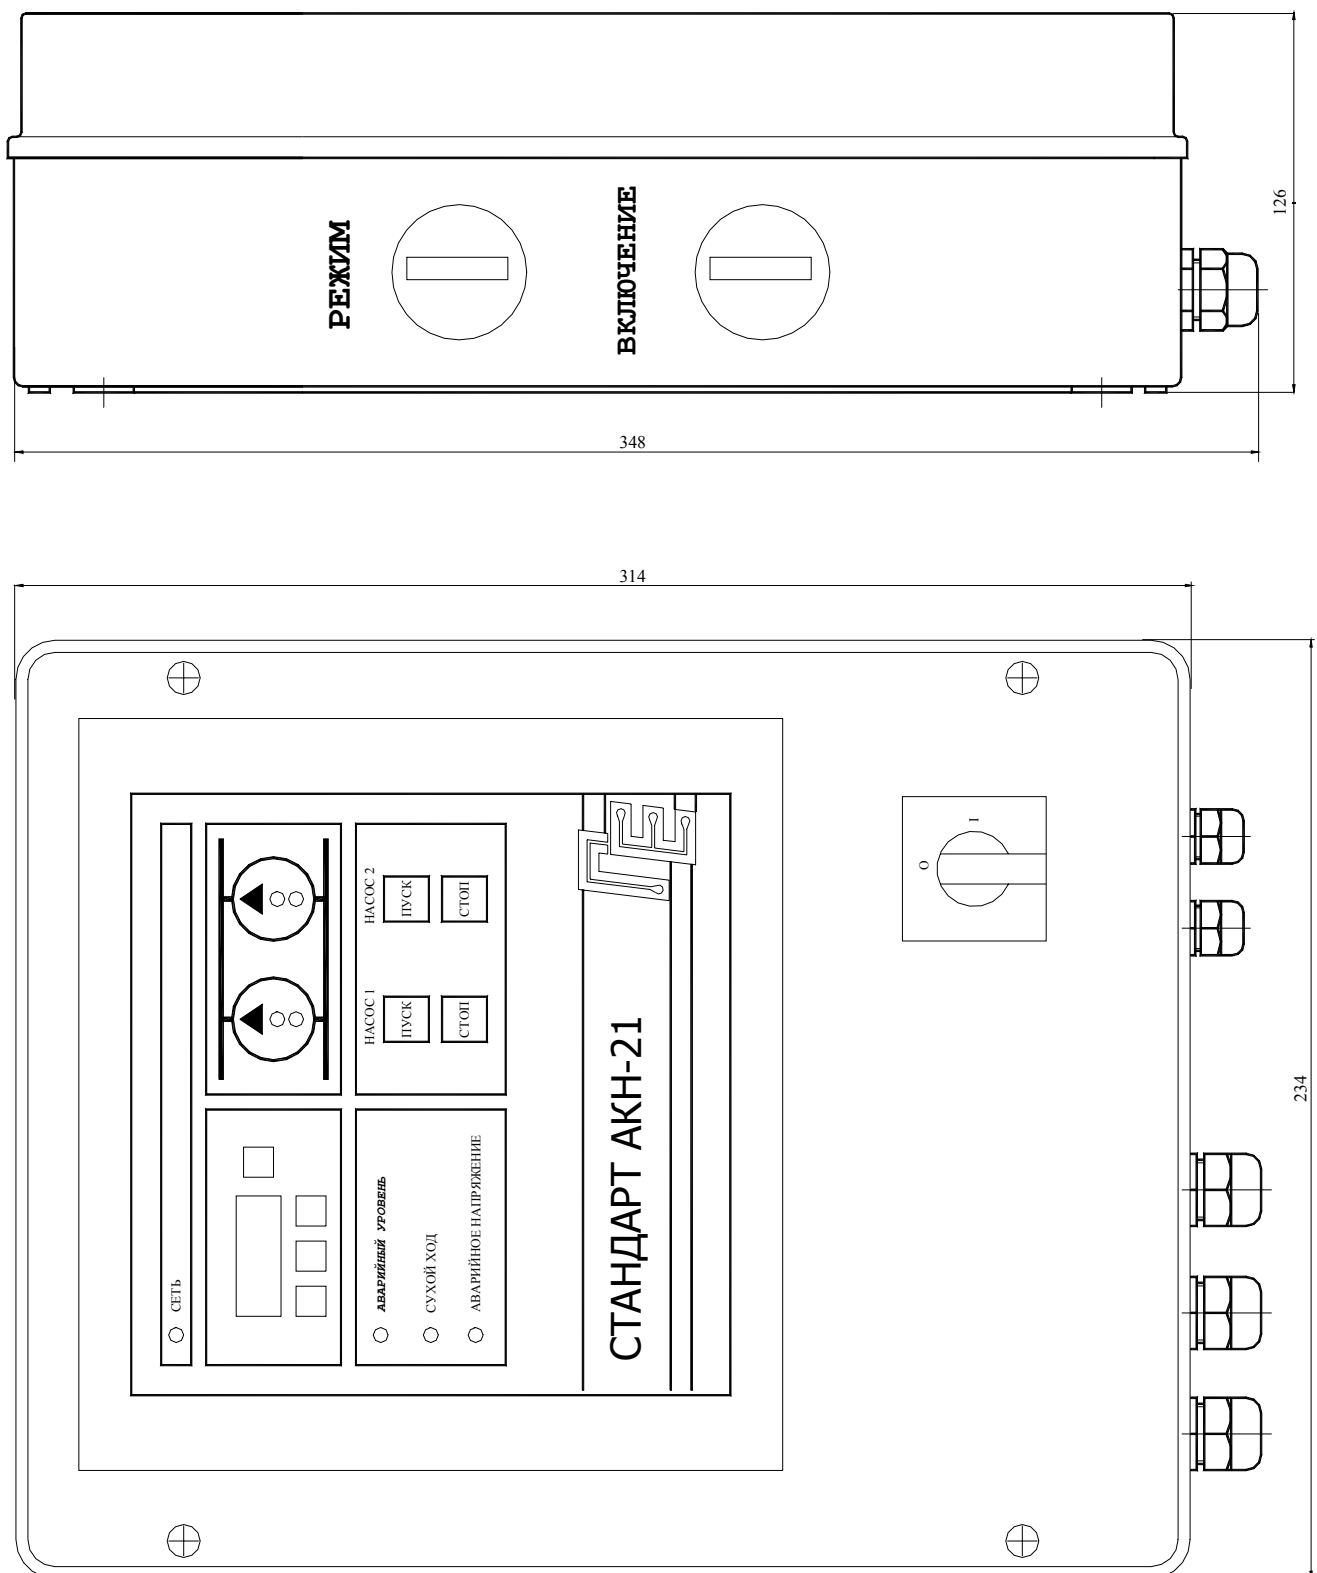 126
РЕЖИМ
ВКЛЮЧЕНИЕ
348
314
234
СЕТЬ
НАСОС 1
ПУСК
СТОП
НАСОС 2
ПУСК
СТОП
АВАРИЙНЫЙ УРОВЕНЬ
СУХОЙ ХОД
АВАРИЙНОЕ НАПРЯЖЕНИЕ
СТАНДАРТ АКН-21
O
I